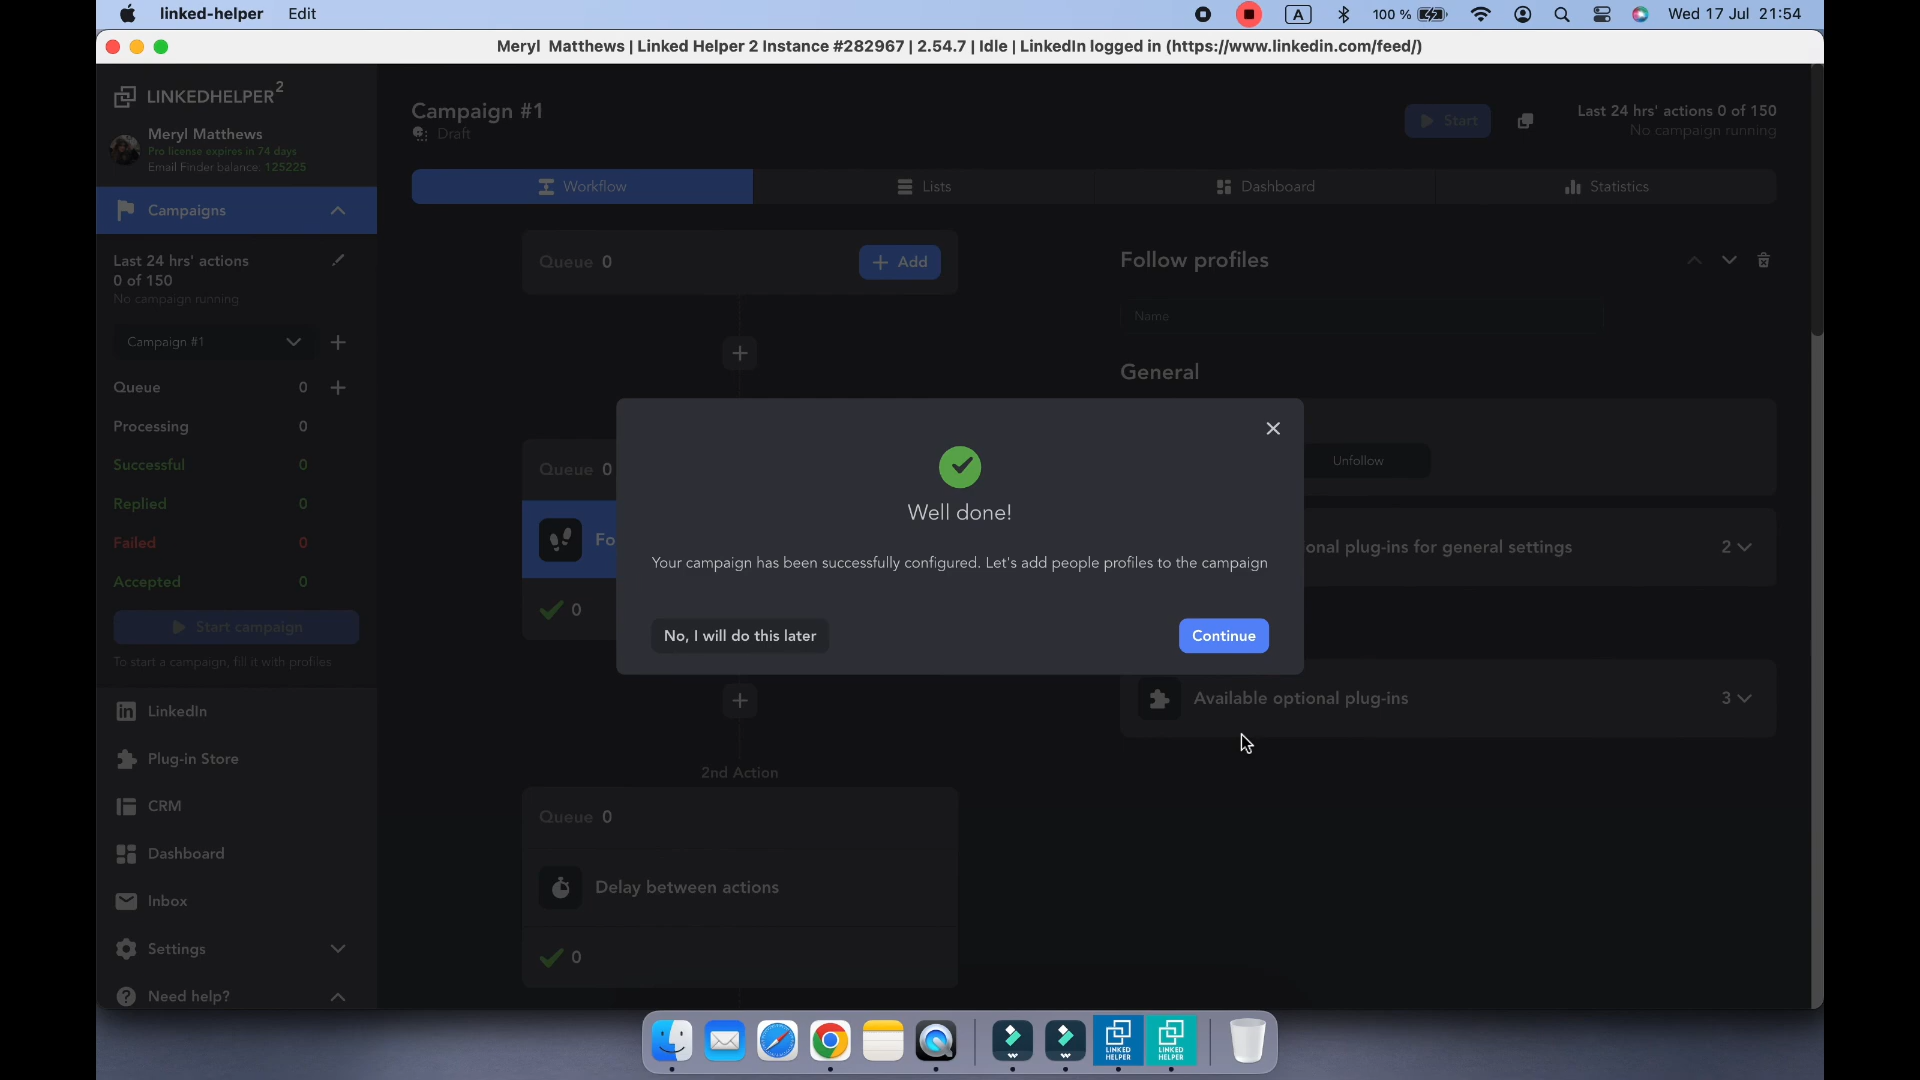 linked-helper Edit A 100 % Wed 17 Jul 21:54
Meryl Matthews | Linked Helper 2 Instance #282967 | 2.54.7 | Idle | LinkedIn logged in (https://www.linkedin.com/feed/)
LINKEDHELPER2
Meryl Matthews
Pro license expires in 74 days
Email Finder balance: 125225
Campaigns
Last 24 hrs' actions
0 of 150
No campaign running
Campaign #1
Queue 0
Processing 0
Successful 0
Replied 0
Failed 0
Accepted 0
Start campaign
To start a campaign, fill it with profiles.
LinkedIn
Plug-in Store
CRM
Dashboard
Inbox
Settings
Need help?
Campaign #1
Draft
Start
Last 24 hrs' actions 0 of 150
No campaign running
Workflow
Lists
Dashboard
Statistics
Queue 0
Add
Queue 0
Fo
0
2nd Action
Queue 0
Delay between actions
0
Follow profiles
Name
General
Unfollow
onal plug-ins for general settings 2
Available optional plug-ins 3
Well done!
Your campaign has been successfully configured. Let's add people profiles to the campaign
No, I will do this later
Continue
LINKED
HELPER
LINKED
HELPER